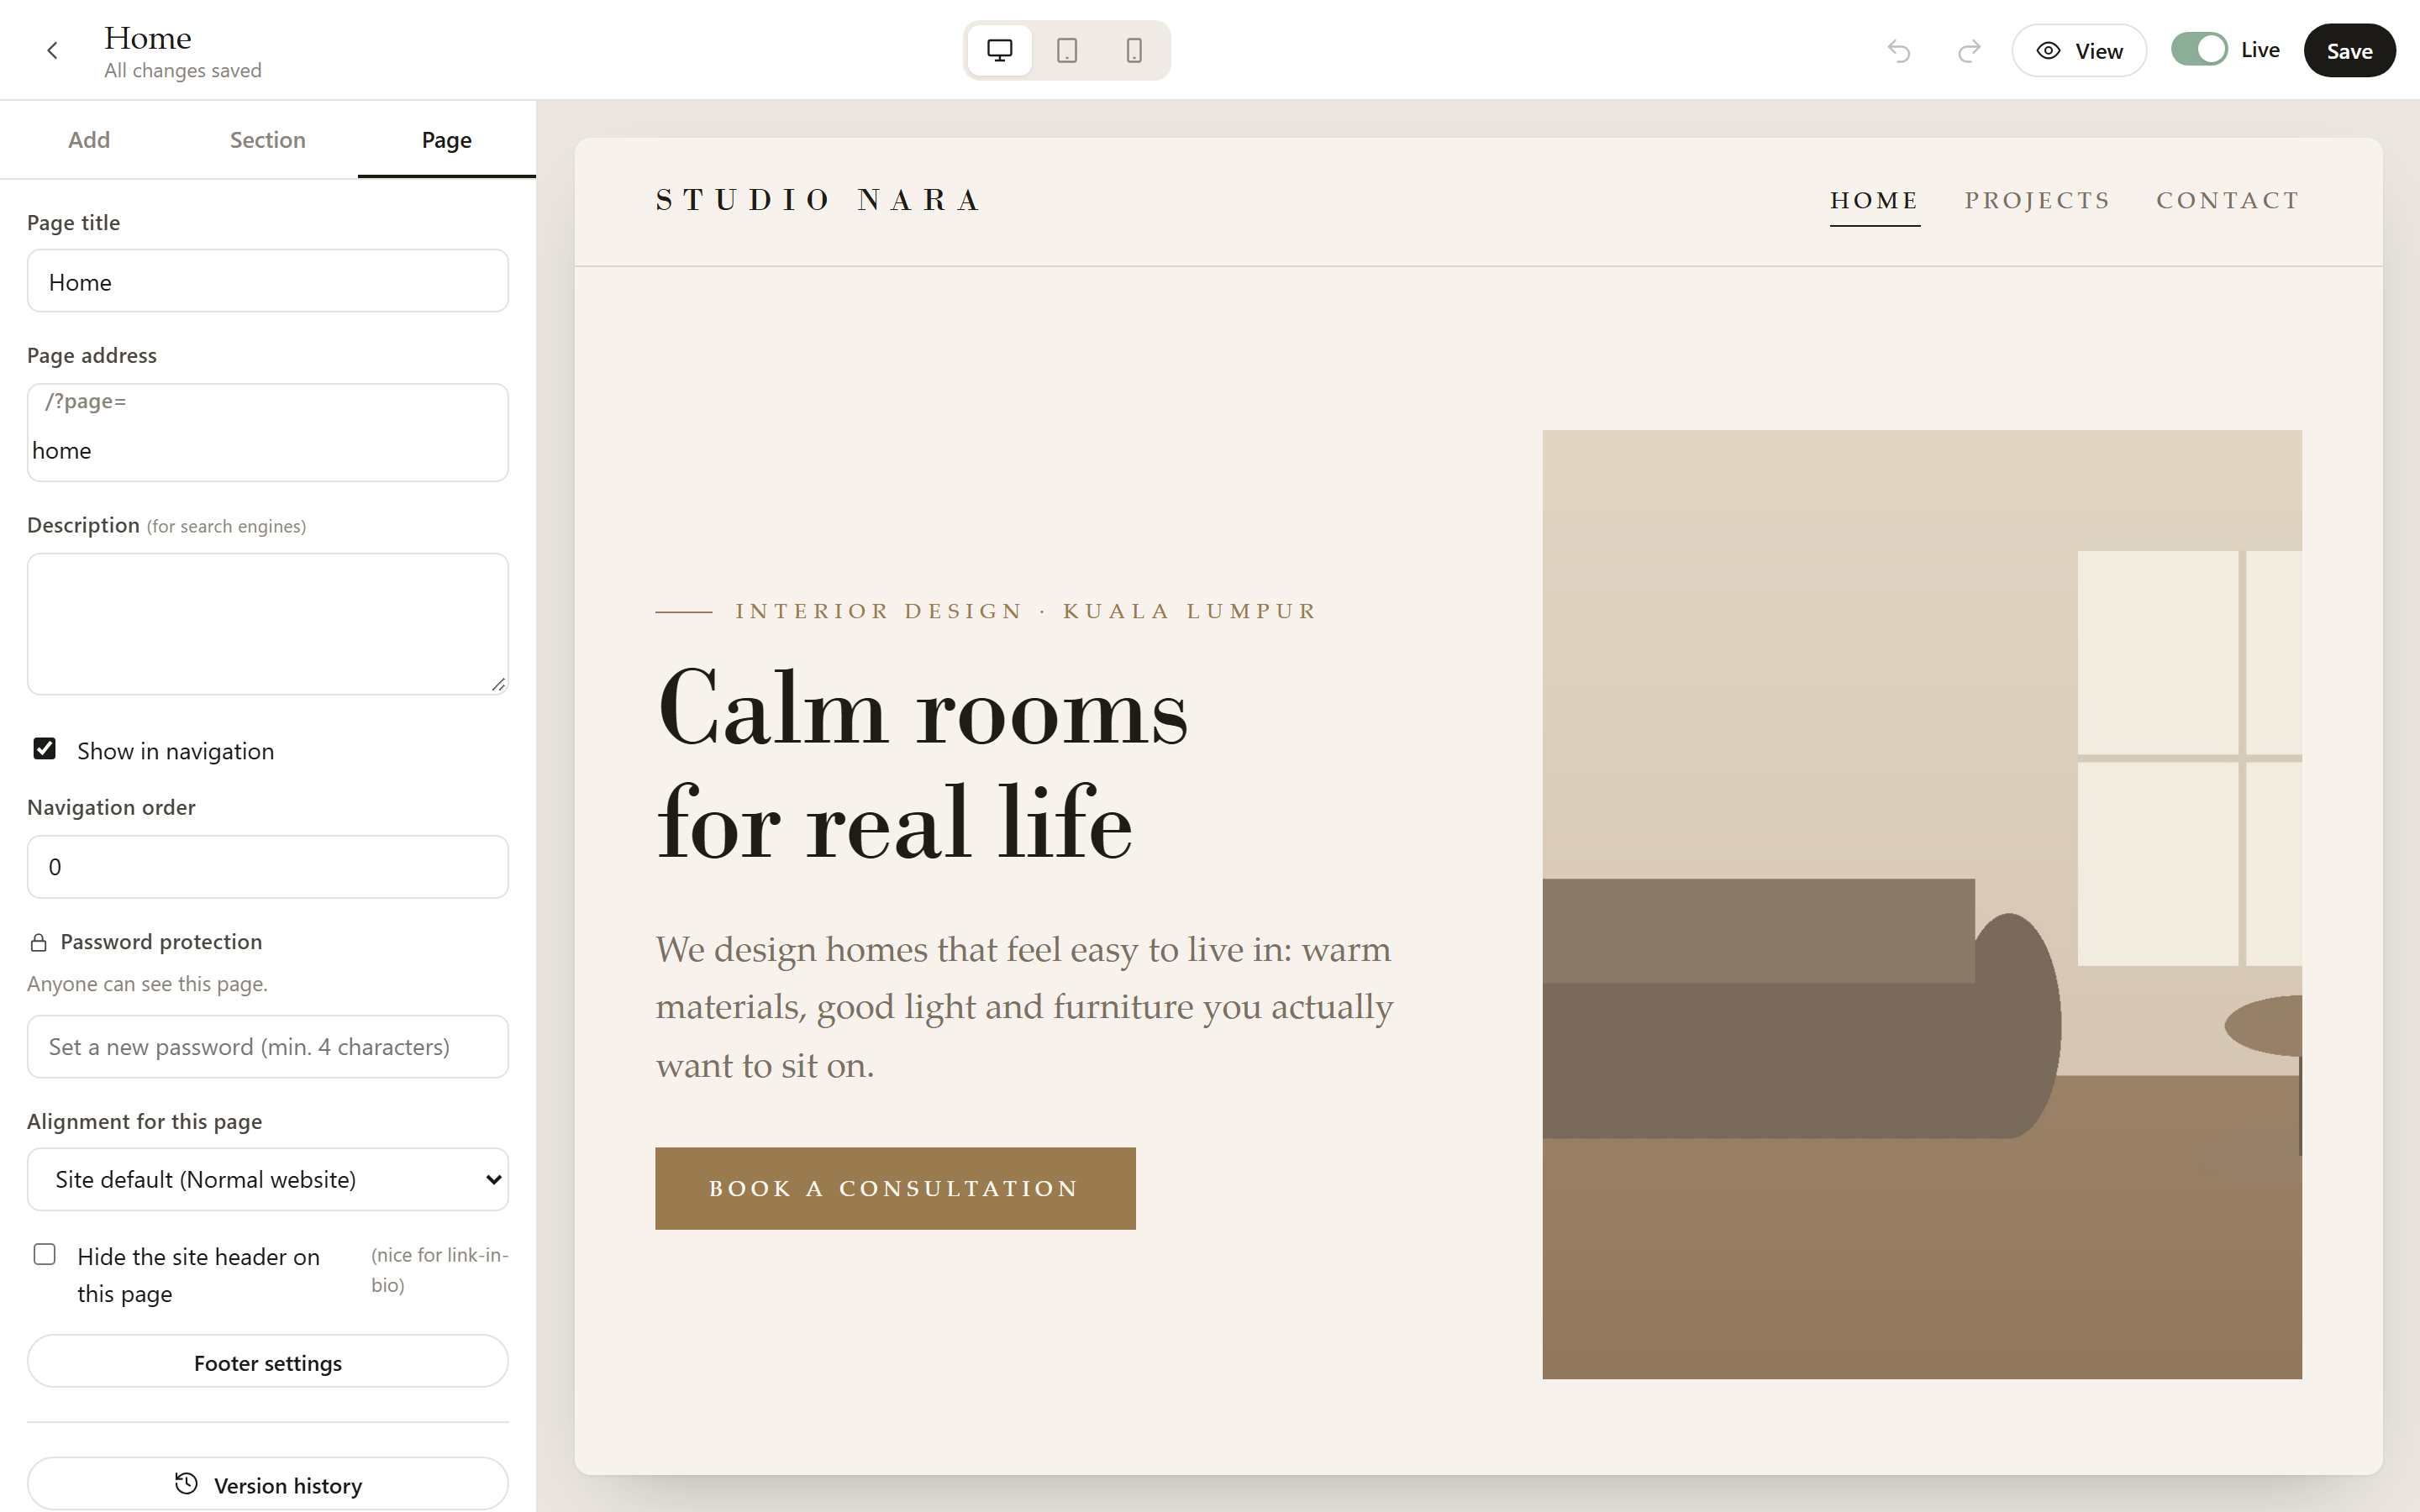 Home
All changes saved
View
Live
Save
Add
Section
Page
Page title
Home
Page address
/?page=
home
Description (for search engines)
Show in navigation
Navigation order
0
Password protection
Anyone can see this page.
Set a new password (min. 4 characters)
Alignment for this page
Site default (Normal website)
Hide the site header on
this page
(nice for link-in-
bio)
Footer settings
Version history
STUDIO NARA
HOME
PROJECTS
CONTACT
INTERIOR DESIGN · KUALA LUMPUR
Calm rooms
for real life
We design homes that feel easy to live in: warm
materials, good light and furniture you actually
want to sit on.
BOOK A CONSULTATION